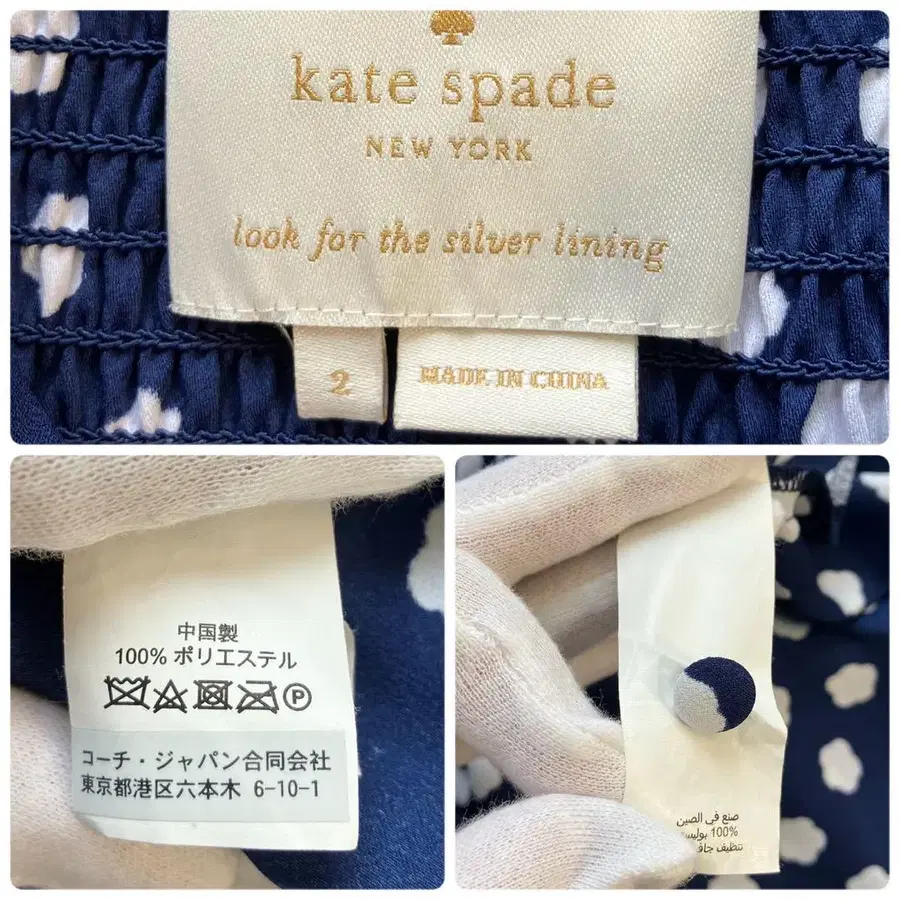 kate spade
NEW YORK
look for the silver lining
2
MADE IN CHINA
中国製
100% ポリエステル
P
コーチ・ジャパン合同会社
東京都港区六本木 6-10-1
صنع في الصين
100%
تنظيف